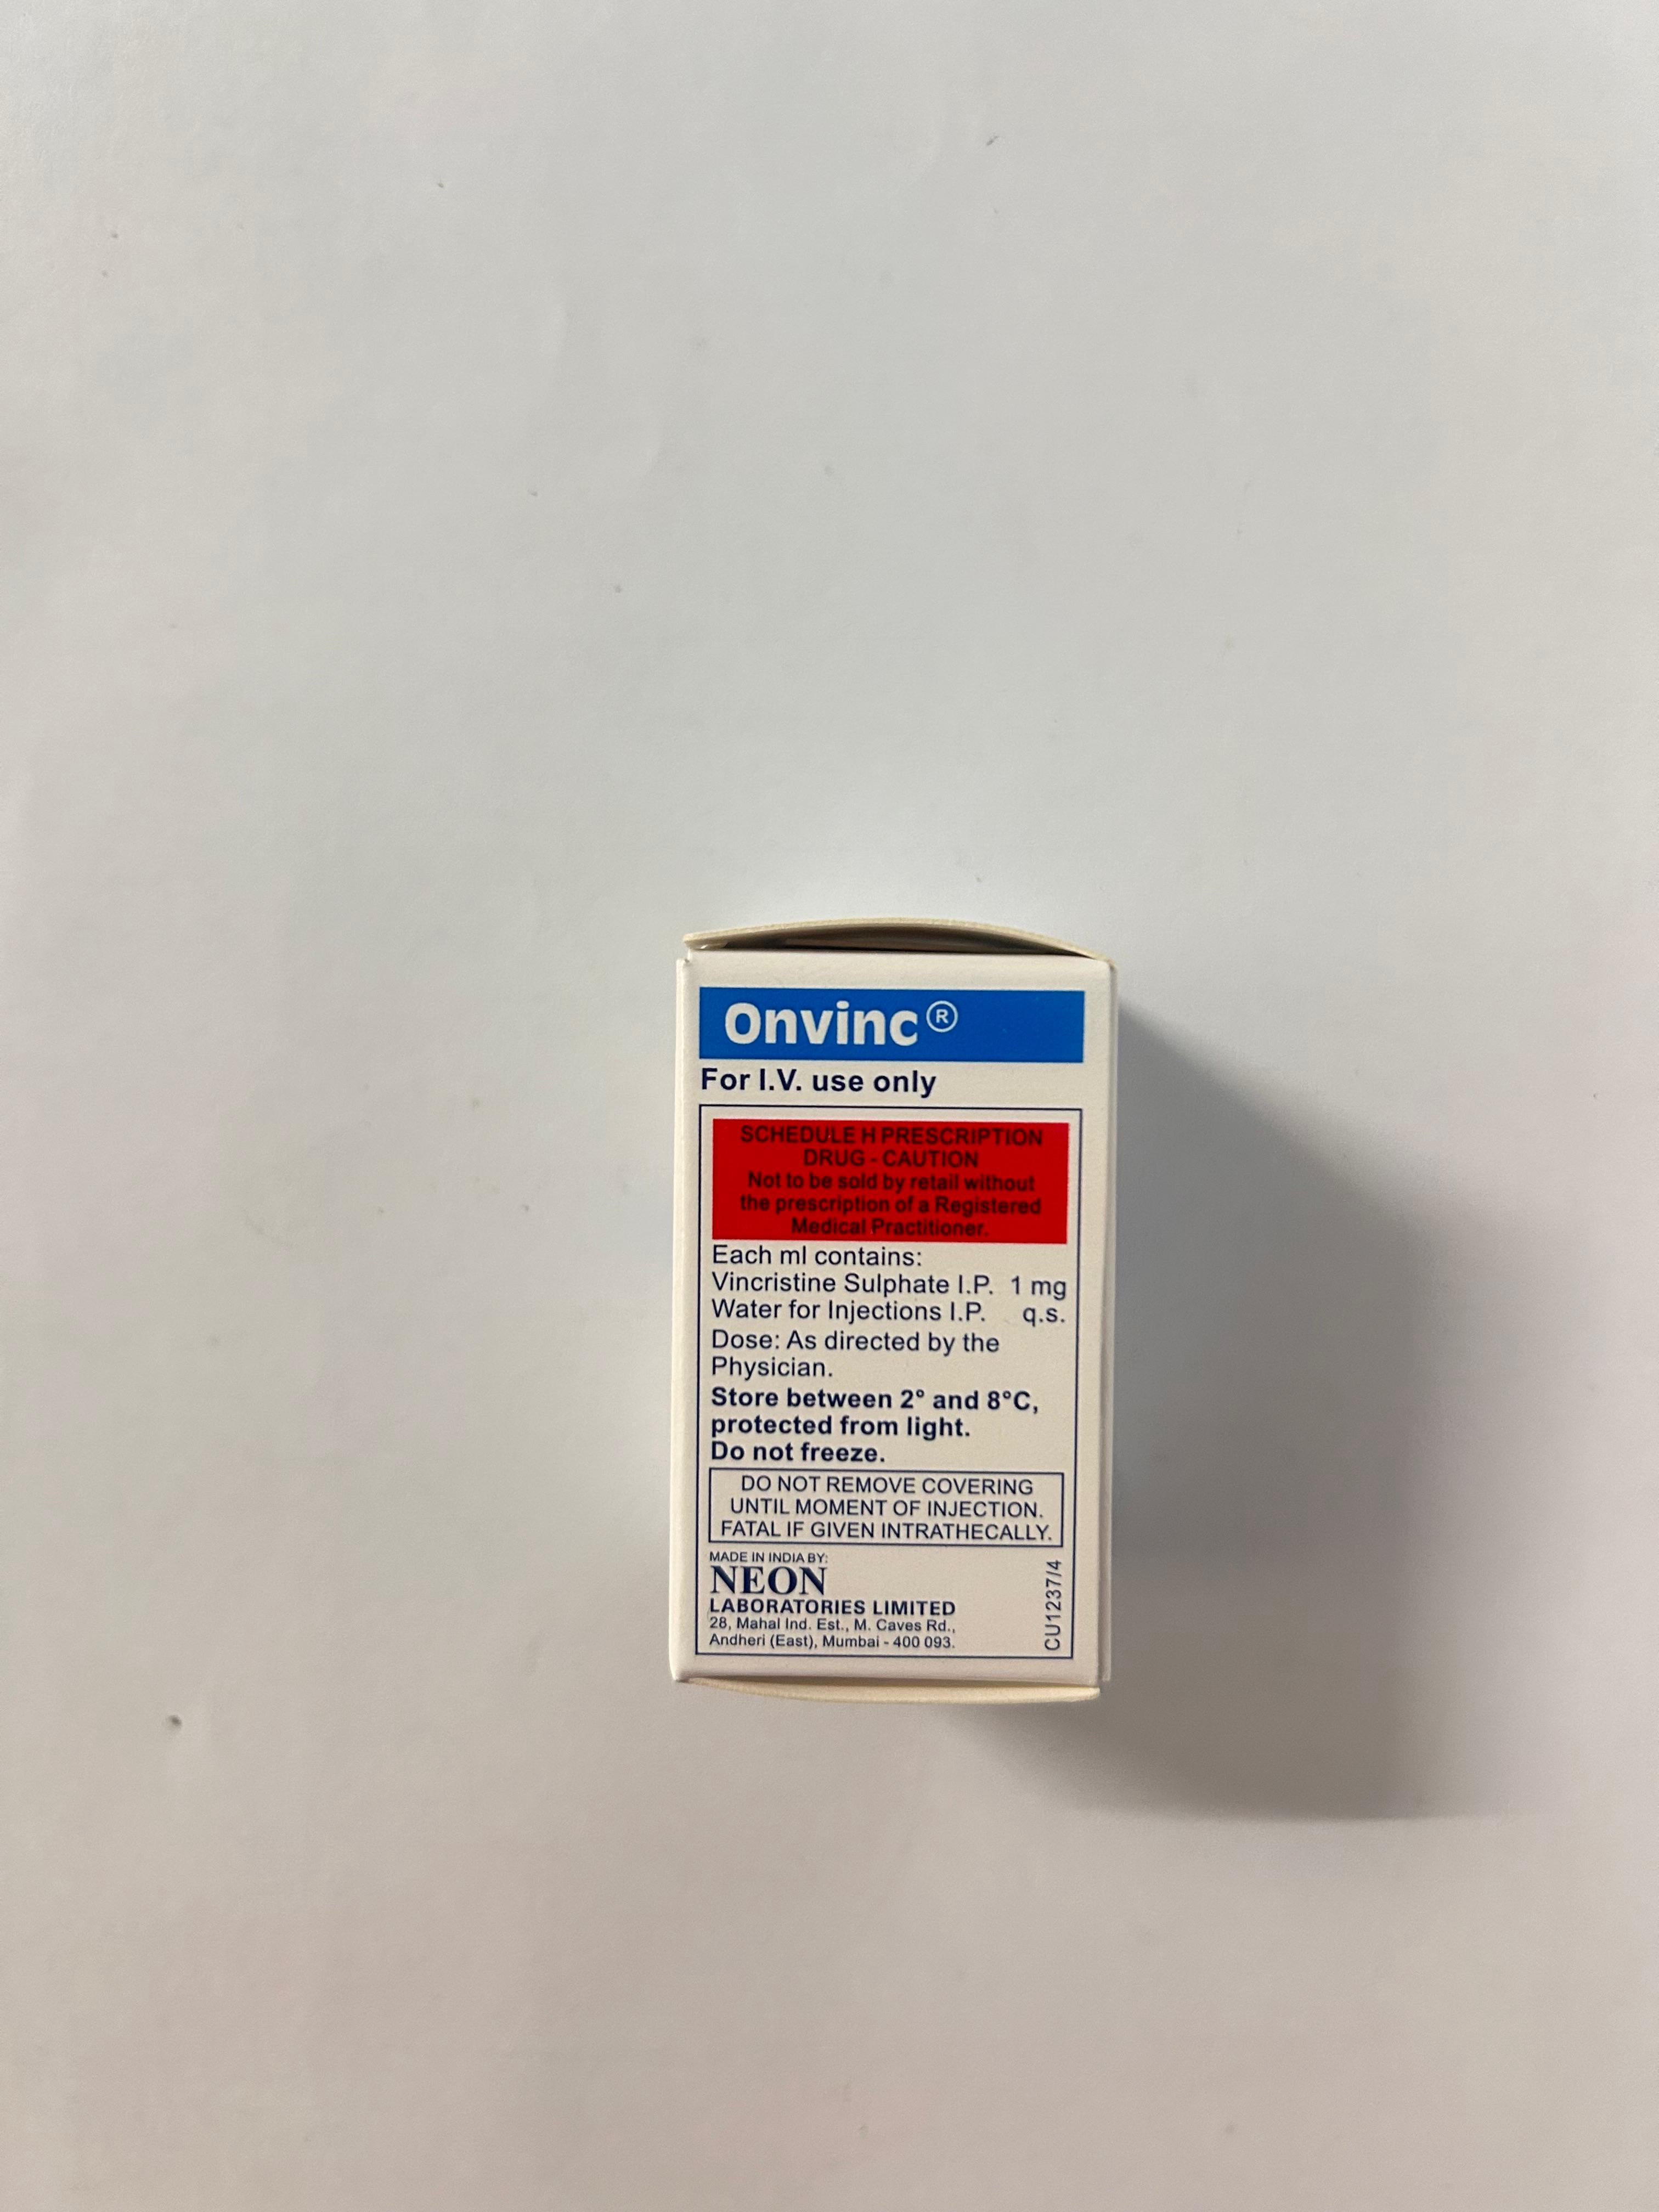 Onvinc®
For I.V. use only
SCHEDULE H PRESCRIPTION
DRUG - CAUTION
Not to be sold by retail without
the prescription of a Registered
Medical Practitioner.
Each ml contains:
Vincristine Sulphate I.P. 1 mg
Water for Injections I.P. q.s.
Dose: As directed by the
Physician.
Store between 2° and 8°C,
protected from light.
Do not freeze.
DO NOT REMOVE COVERING
UNTIL MOMENT OF INJECTION.
FATAL IF GIVEN INTRATHECALLY.
MADE IN INDIA BY:
NEON
LABORATORIES LIMITED
28, Mahal Ind. Est., M. Caves Rd.,
Andheri (East), Mumbai - 400 093.
CU1237/4